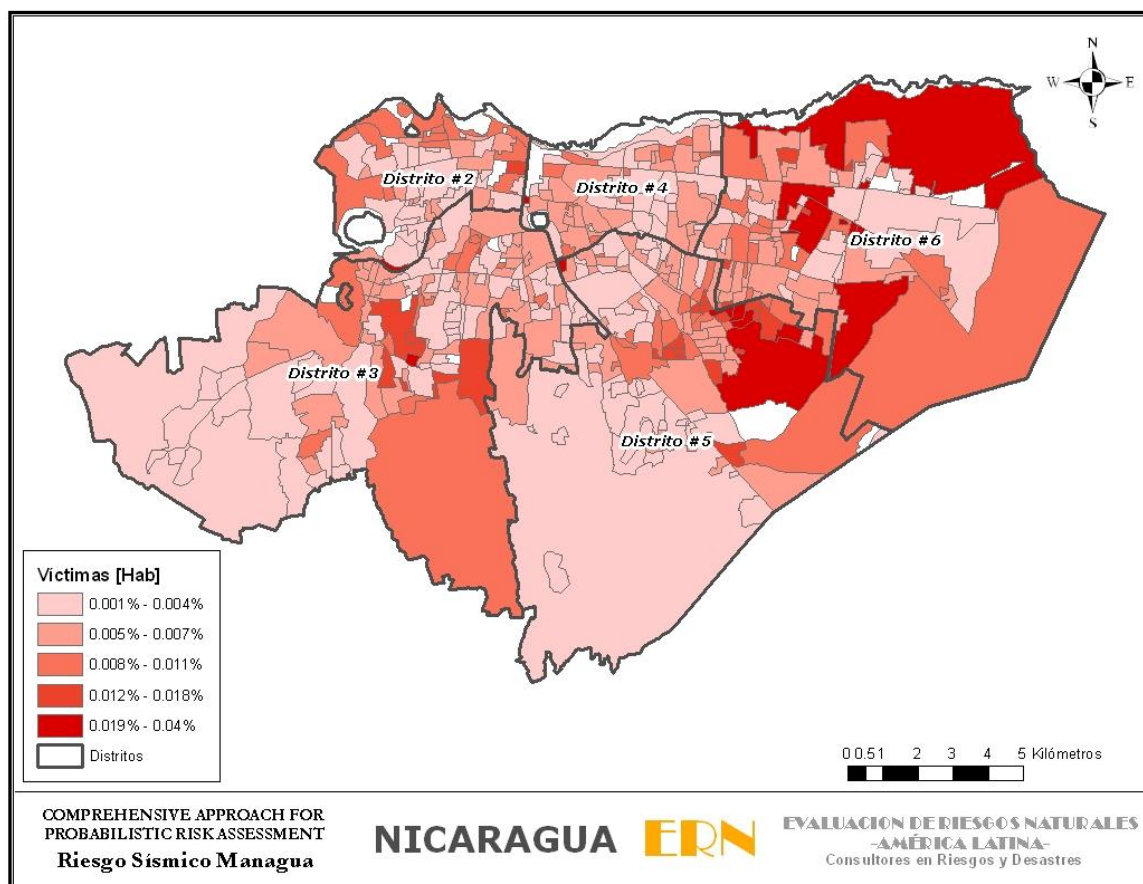 N
W E
S
Distrito #2
Distrito #4
Distrito #6
Distrito #3
Distrito #5
Víctimas [Hab]
0.001% - 0.004%
0.005% - 0.007%
0.008% - 0.011%
0.012% - 0.018%
0.019% - 0.04%
Distritos
0 0.5 1 2 3 4 5 Kilómetros
COMPREHENSIVE APPROACH FOR
PROBABILISTIC RISK ASSESSMENT
Riesgo Sísmico Managua
NICARAGUA
ERN
EVALUACION DE RIESGOS NATURALES
-AMÉRICA LATINA-
Consultores en Riesgos y Desastres